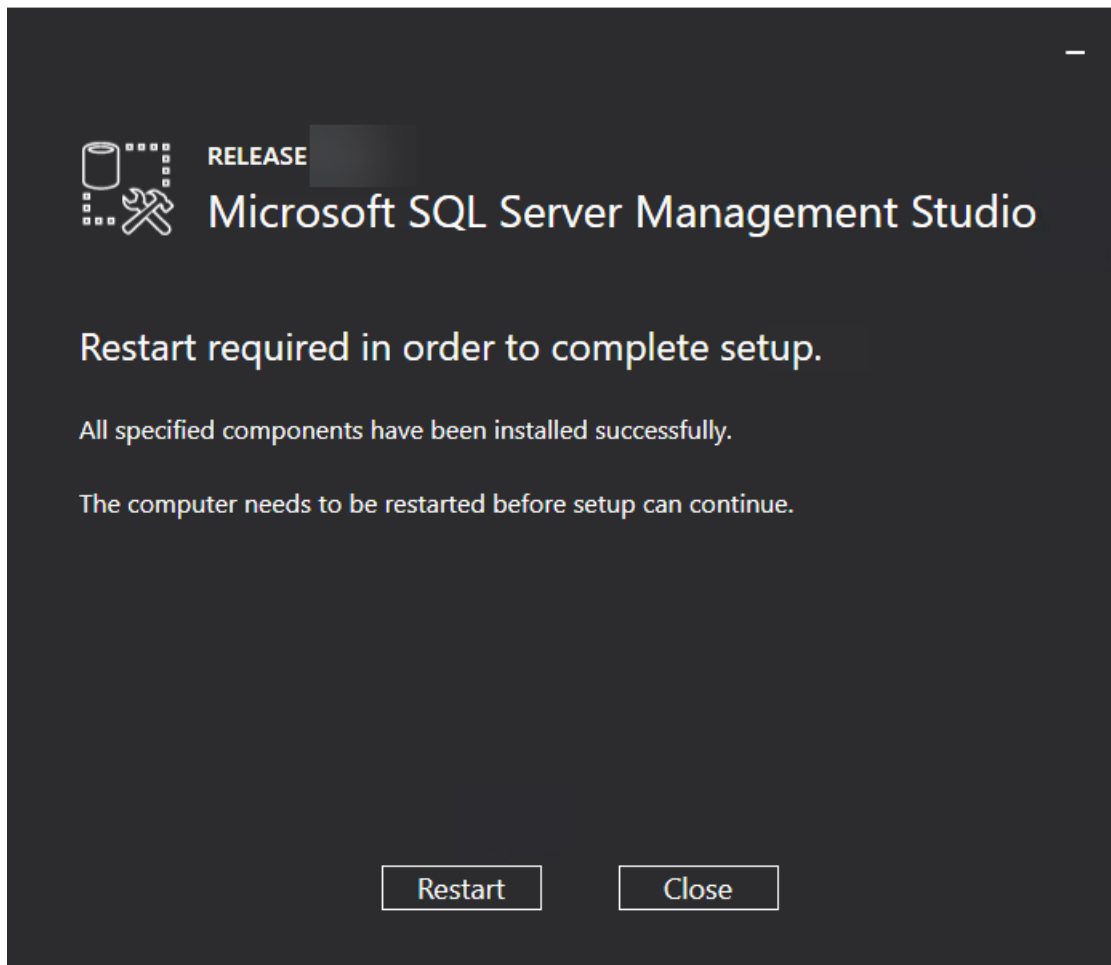 RELEASE
Microsoft SQL Server Management Studio
Restart required in order to complete setup.
All specified components have been installed successfully.
The computer needs to be restarted before setup can continue.
Restart
Close